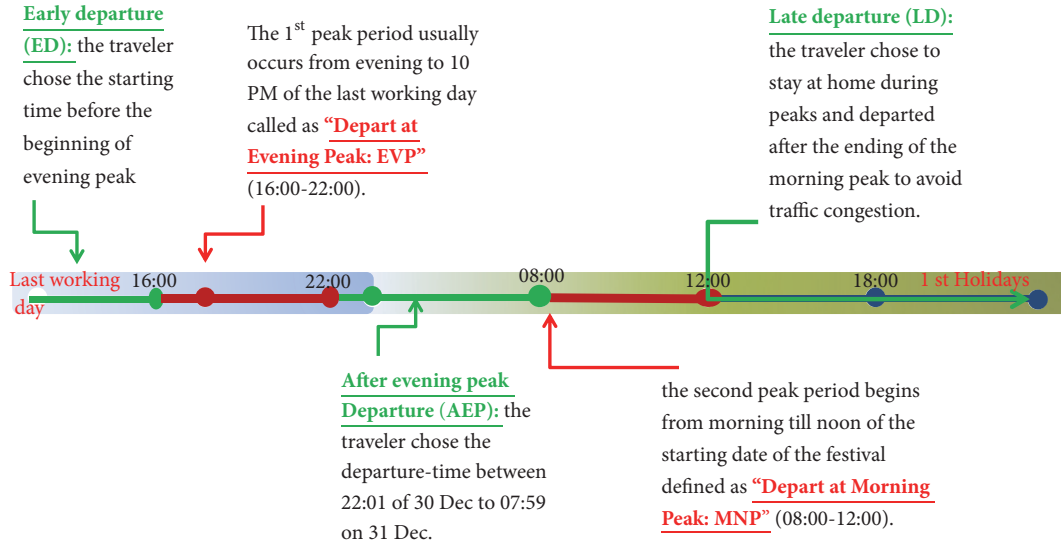 Early departure
(ED): the traveler
chose the starting
time before the
beginning of
evening peak
The 1st peak period usually
occurs from evening to 10
PM of the last working day
called as “Depart at
Evening Peak: EVP”
(16:00-22:00).
Late departure (LD):
the traveler chose to
stay at home during
peaks and departed
after the ending of the
morning peak to avoid
traffic congestion.
Last working
day
16:00
22:00
08:00
12:00
18:00
1 st Holidays
After evening peak
Departure (AEP): the
traveler chose the
departure-time between
22:01 of 30 Dec to 07:59
on 31 Dec.
the second peak period begins
from morning till noon of the
starting date of the festival
defined as “Depart at Morning
Peak: MNP” (08:00-12:00).